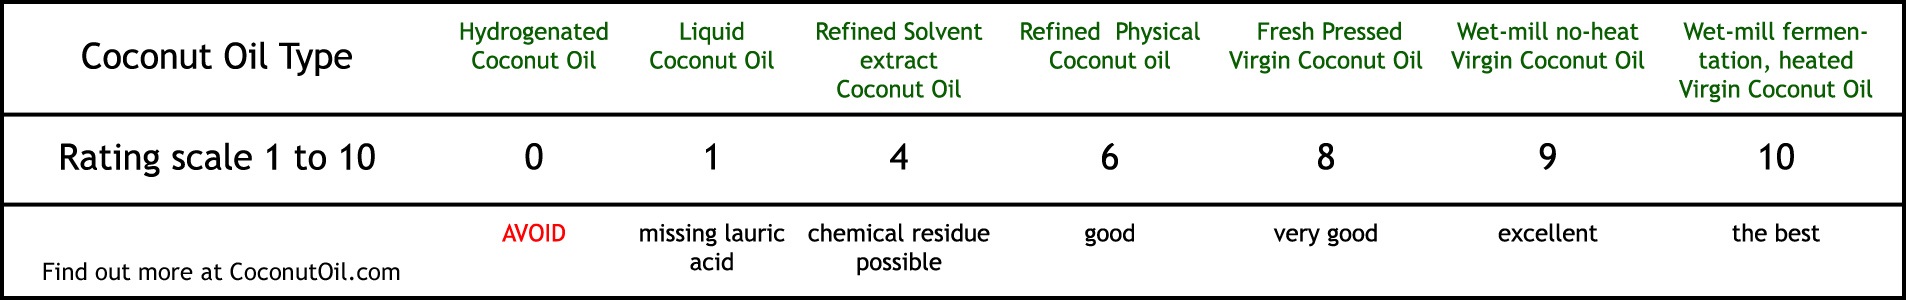 Coconut Oil Type
Hydrogenated
Coconut Oil
Liquid
Coconut Oil
Refined Solvent
extract
Coconut Oil
Refined  Physical
Coconut oil
Fresh Pressed
Virgin Coconut Oil
Wet-mill no-heat
Virgin Coconut Oil
Wet-mill fermen-
tation, heated
Virgin Coconut Oil
Rating scale 1 to 10
0
1
4
6
8
9
10
AVOID
missing lauric
acid
chemical residue
possible
good
very good
excellent
the best
Find out more at CoconutOil.com